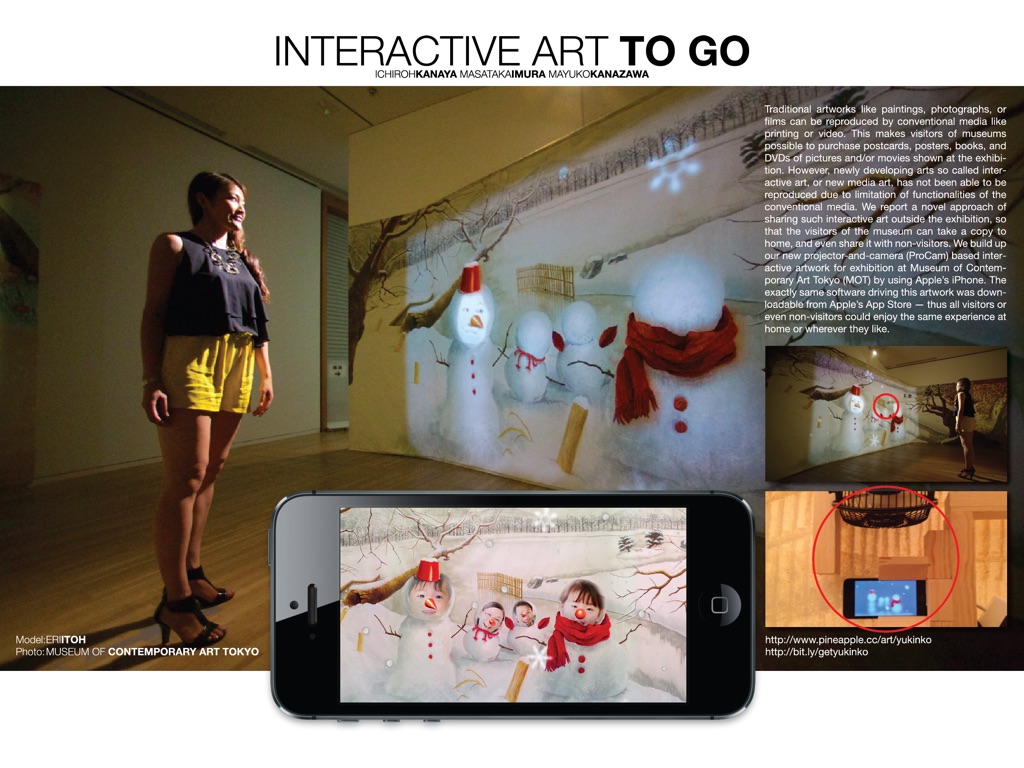 INTERACTIVE ART TO GO
ICHIROHKANAYA MASATAKAIMURA MAYUKOKANAZAWA
Traditional artworks like paintings, photographs, or
films can be reproduced by conventional media like
printing or video. This makes visitors of museums
possible to purchase postcards, posters, books, and
DVDs of pictures and/or movies shown at the exhibi-
tion. However, newly developing arts so called inter-
active art, or new media art, has not been able to be
reproduced due to limitation of functionalities of the
conventional media. We report a novel approach of
sharing such interactive art outside the exhibition, so
that the visitors of the museum can take a copy to
home, and even share it with non-visitors. We build up
our new projector-and-camera (ProCam) based inter-
active artwork for exhibition at Museum of Contem-
porary Art Tokyo (MOT) by using Apple's iPhone. The
exactly same software driving this artwork was down-
loadable from Apple's App Store — thus all visitors or
even non-visitors could enjoy the same experience at
home or wherever they like.
Model:ERIITOH
Photo: MUSEUM OF CONTEMPORARY ART TOKYO
http://www.pineapple.cc/art/yukinko
http://bit.ly/getyukinko